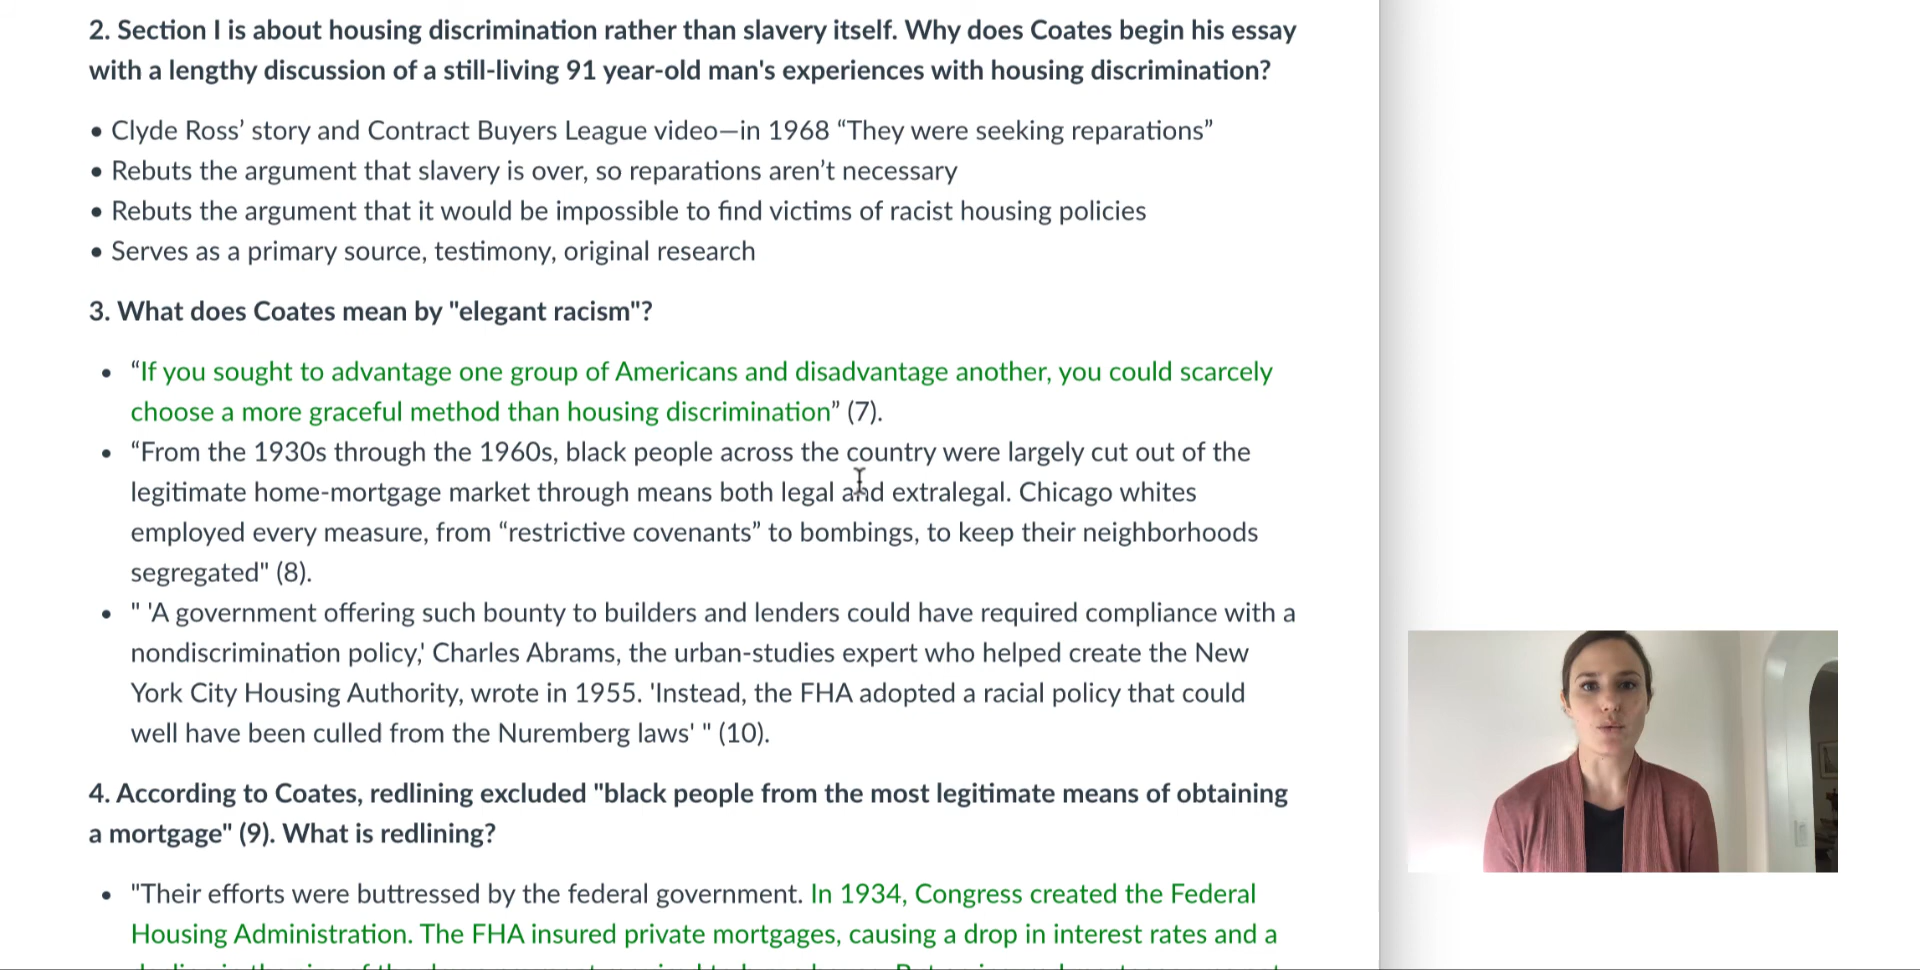 2. Section I is about housing discrimination rather than slavery itself. Why does Coates begin his essay
with a lengthy discussion of a still-living 91 year-old man's experiences with housing discrimination?
• Clyde Ross’ story and Contract Buyers League video—in 1968 “They were seeking reparations”
• Rebuts the argument that slavery is over, so reparations aren’t necessary
• Rebuts the argument that it would be impossible to find victims of racist housing policies
• Serves as a primary source, testimony, original research
3. What does Coates mean by "elegant racism"?
• “If you sought to advantage one group of Americans and disadvantage another, you could scarcely
choose a more graceful method than housing discrimination” (7).
• “From the 1930s through the 1960s, black people across the country were largely cut out of the
legitimate home-mortgage market through means both legal and extralegal. Chicago whites
employed every measure, from “restrictive covenants” to bombings, to keep their neighborhoods
segregated" (8).
• " 'A government offering such bounty to builders and lenders could have required compliance with a
nondiscrimination policy,' Charles Abrams, the urban-studies expert who helped create the New
York City Housing Authority, wrote in 1955. 'Instead, the FHA adopted a racial policy that could
well have been culled from the Nuremberg laws' " (10).
4. According to Coates, redlining excluded "black people from the most legitimate means of obtaining
a mortgage" (9). What is redlining?
• "Their efforts were buttressed by the federal government. In 1934, Congress created the Federal
Housing Administration. The FHA insured private mortgages, causing a drop in interest rates and a